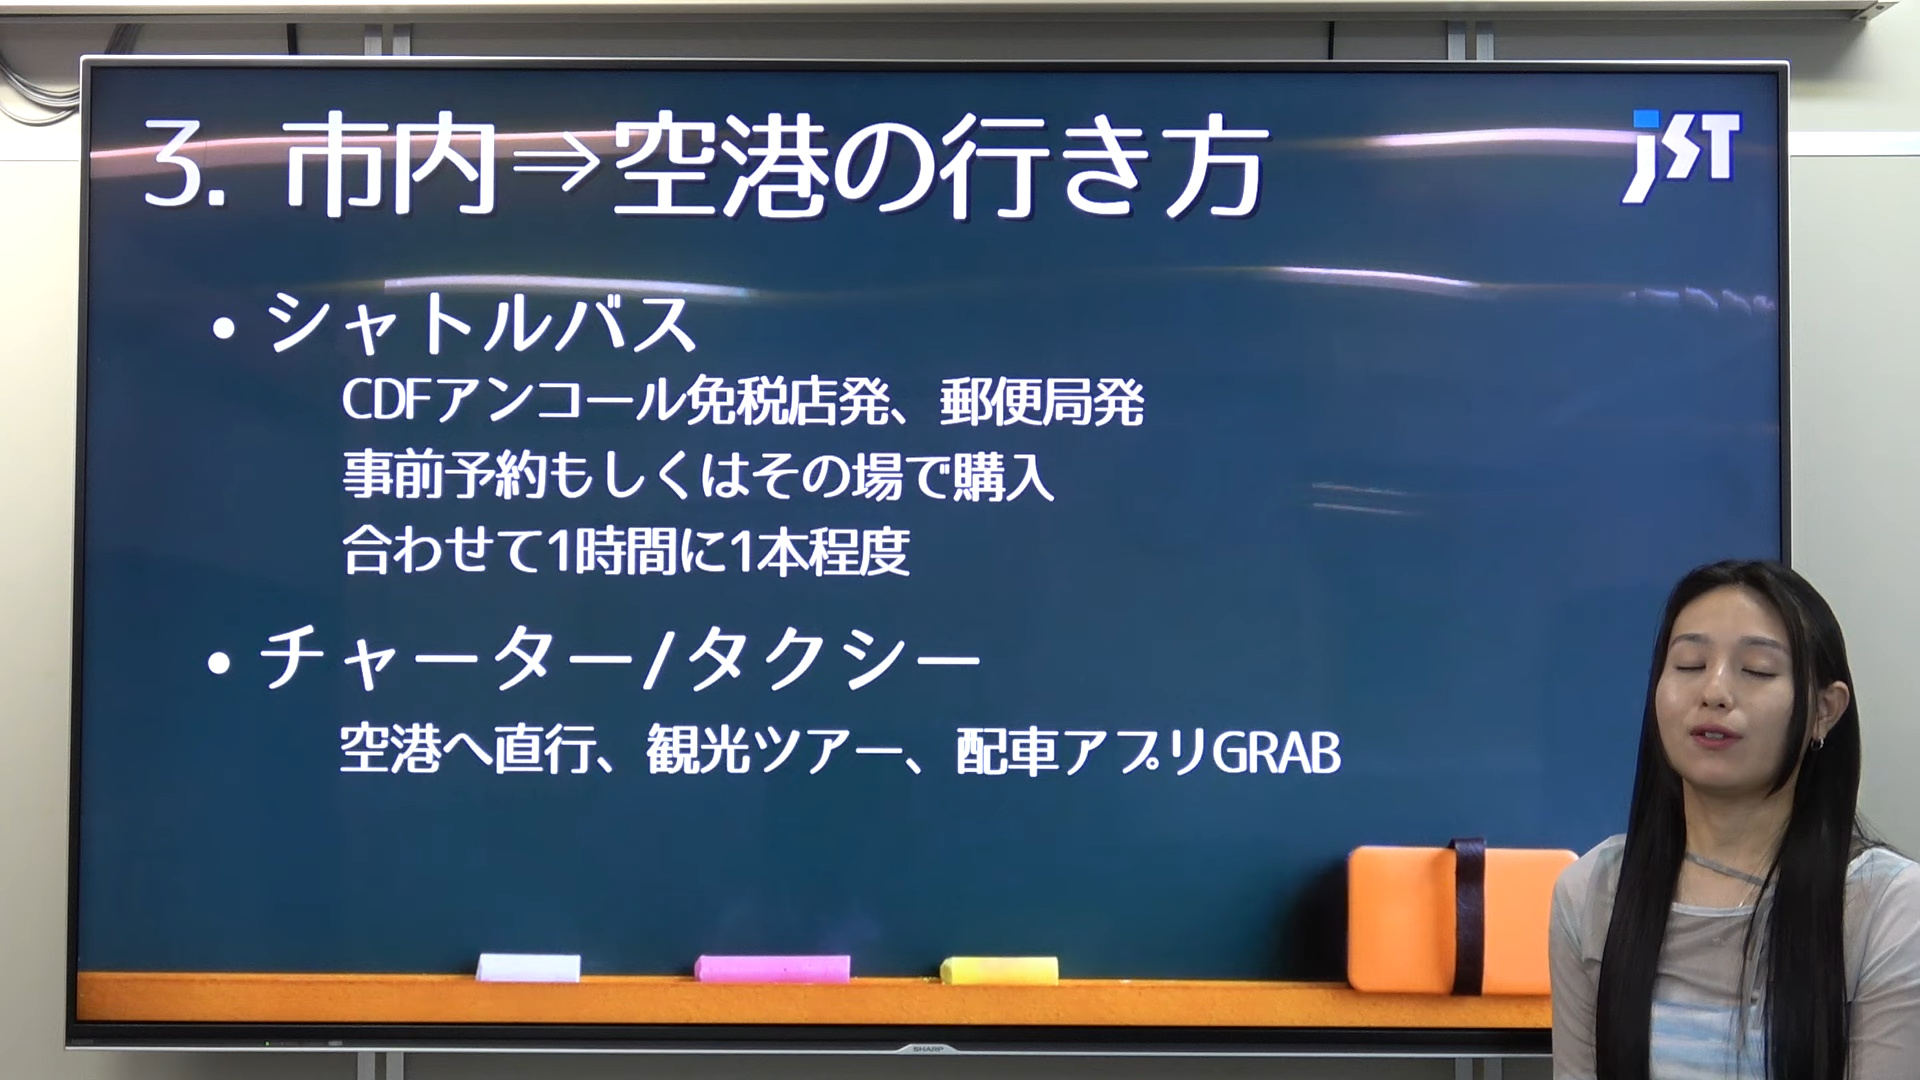 3. 市内⇒空港の行き方
JST
•シャトルバス
CDFアンコール免税店発、郵便局発
事前予約もしくはその場で購入
合わせて1時間に1本程度
•チャーター/タクシー
空港へ直行、観光ツアー、配車アプリGRAB
SHARP